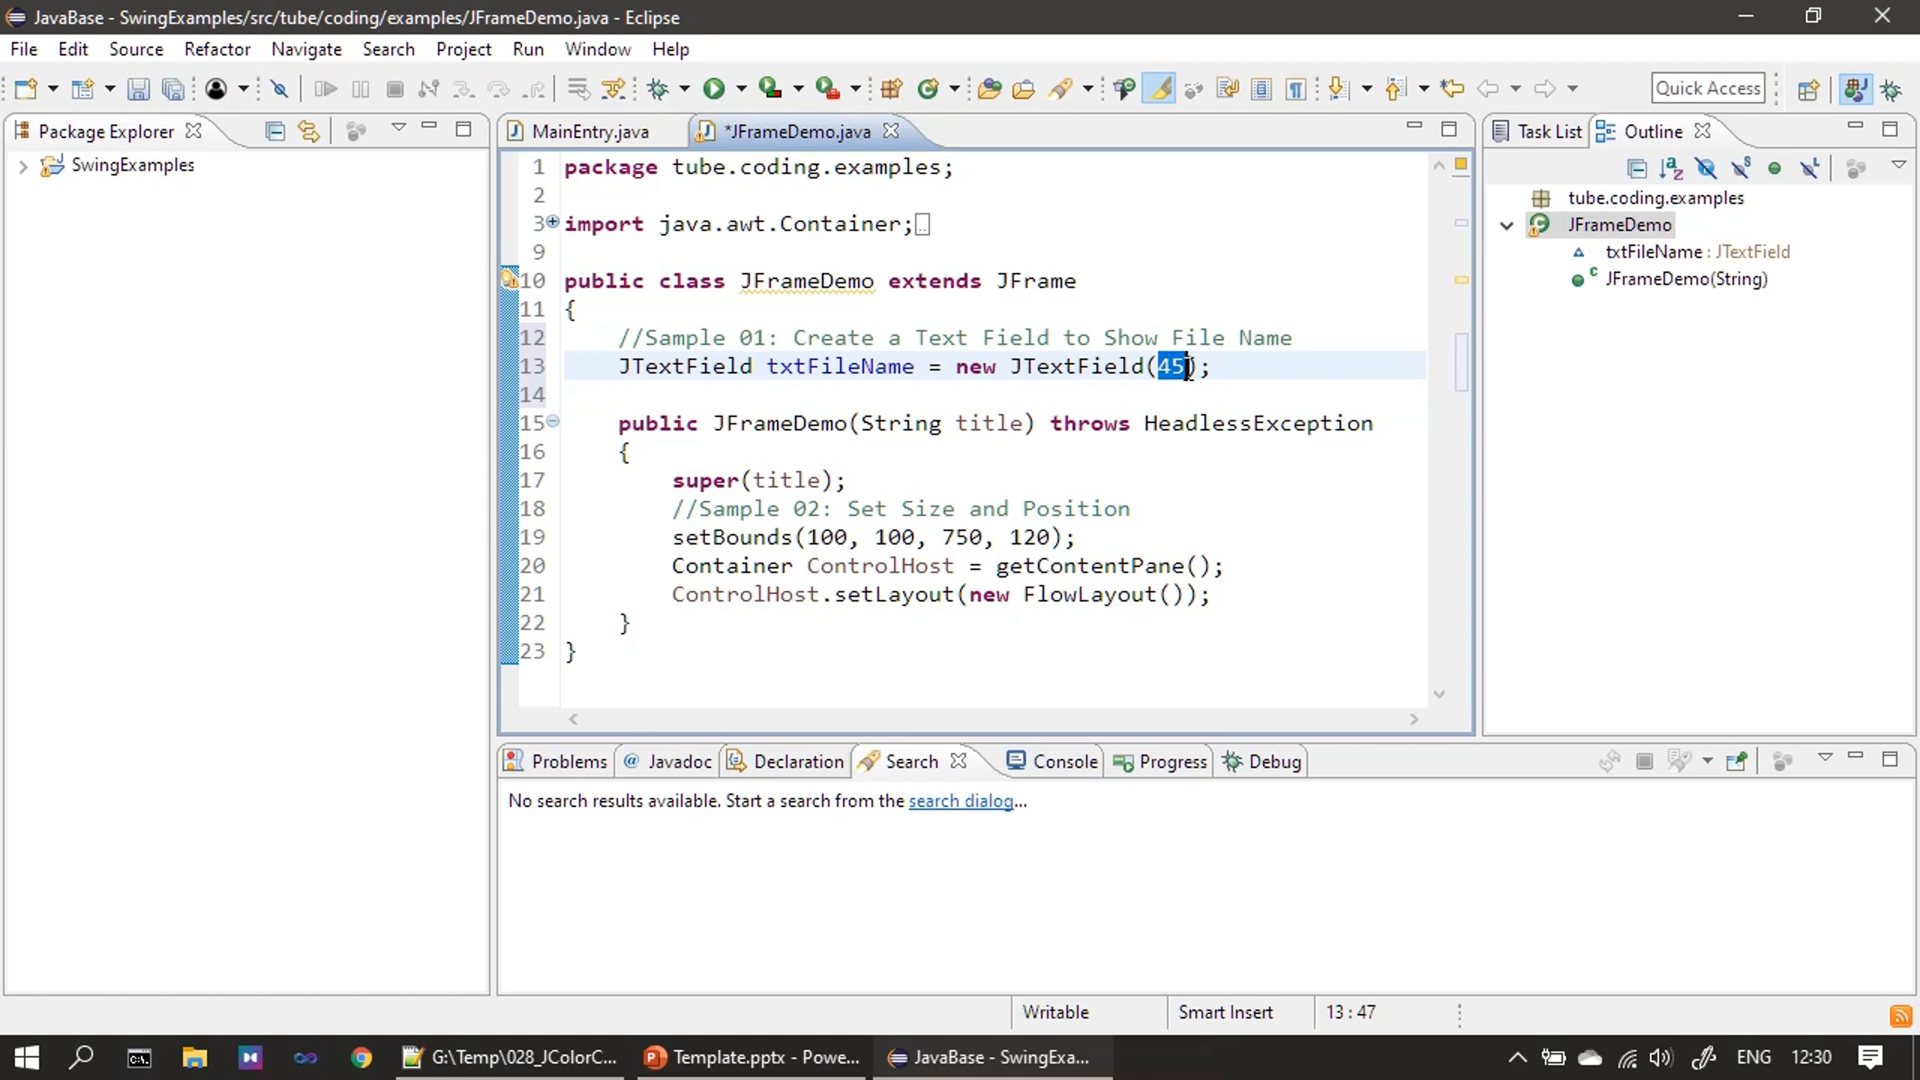 JavaBase - SwingExamples/src/tube/coding/examples/JFrameDemo.java - Eclipse
File Edit Source Refactor Navigate Search Project Run Window Help
Quick Access
Package Explorer
SwingExamples
MainEntry.java
*JFrameDemo.java
1 package tube.coding.examples;
2
3 import java.awt.Container;
9
10 public class JFrameDemo extends JFrame
11 {
12 //Sample 01: Create a Text Field to Show File Name
13 JTextField txtFileName = new JTextField(45);
14
15 public JFrameDemo(String title) throws HeadlessException
16 {
17 super(title);
18 //Sample 02: Set Size and Position
19 setBounds(100, 100, 750, 120);
20 Container ControlHost = getContentPane();
21 ControlHost.setLayout(new FlowLayout());
22 }
23 }
Task List
Outline
tube.coding.examples
JFrameDemo
txtFileName : JTextField
JFrameDemo(String)
Problems
@ Javadoc
Declaration
Search
Console
Progress
Debug
No search results available. Start a search from the search dialog...
Writable
Smart Insert
13 : 47
G:\Temp\028_JColorC...
Template.pptx - Powe...
JavaBase - SwingExa...
ENG
12:30